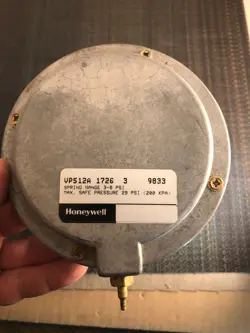 VP512A 1726 3 9833
SPRING RANGE 3-8 PSI
MAX. SAFE PRESSURE 29 PSI (200 KPA)
Honeywell